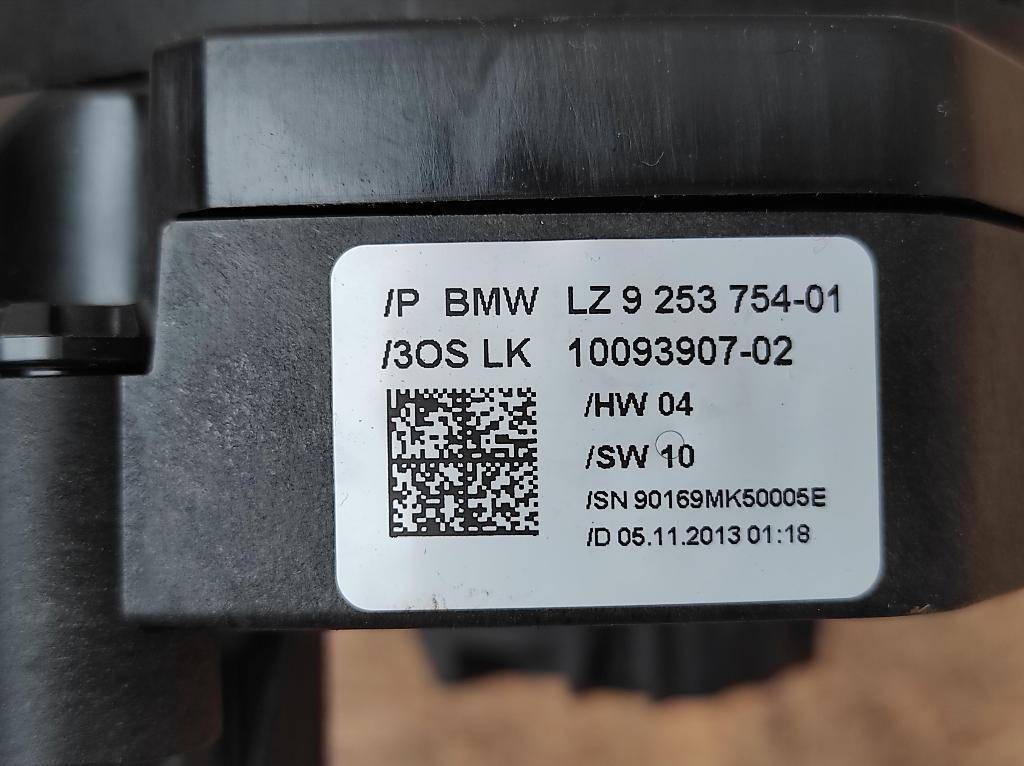 /P BMW LZ 9 253 754-01
/3OS LK 10093907-02
/HW 04
/SW 10
/SN 90169MK50005E
/D 05.11.2013 01:18